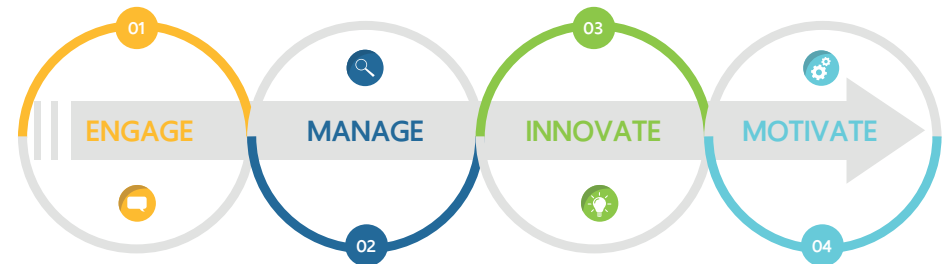 01
ENGAGE
02
MANAGE
03
INNOVATE
04
MOTIVATE